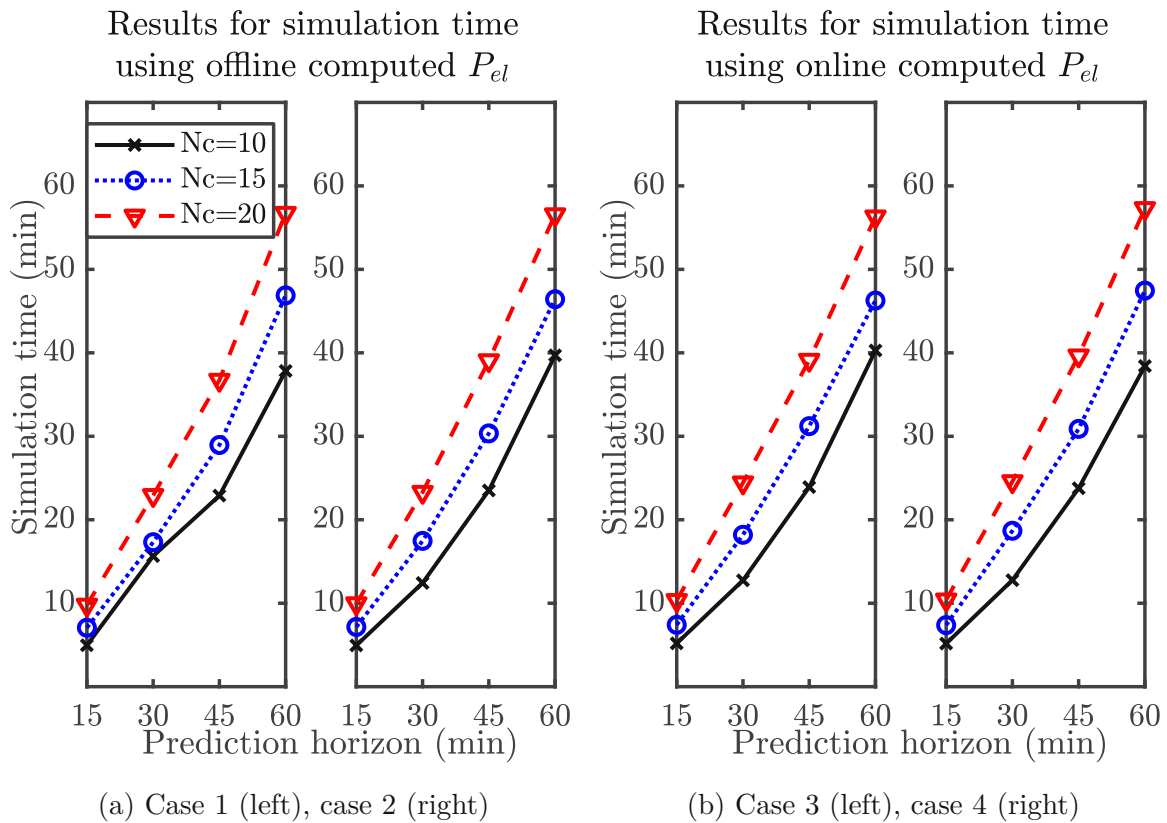 Results for simulation time
using offline computed P_el
Simulation time (min)
60
50
40
30
20
10
Nc=10
Nc=15
Nc=20
15 30 45 60
60
50
40
30
20
10
15 30 45 60
Prediction horizon (min)
(a) Case 1 (left), case 2 (right)
Results for simulation time
using online computed P_el
Simulation time (min)
60
50
40
30
20
10
15 30 45 60
60
50
40
30
20
10
15 30 45 60
Prediction horizon (min)
(b) Case 3 (left), case 4 (right)